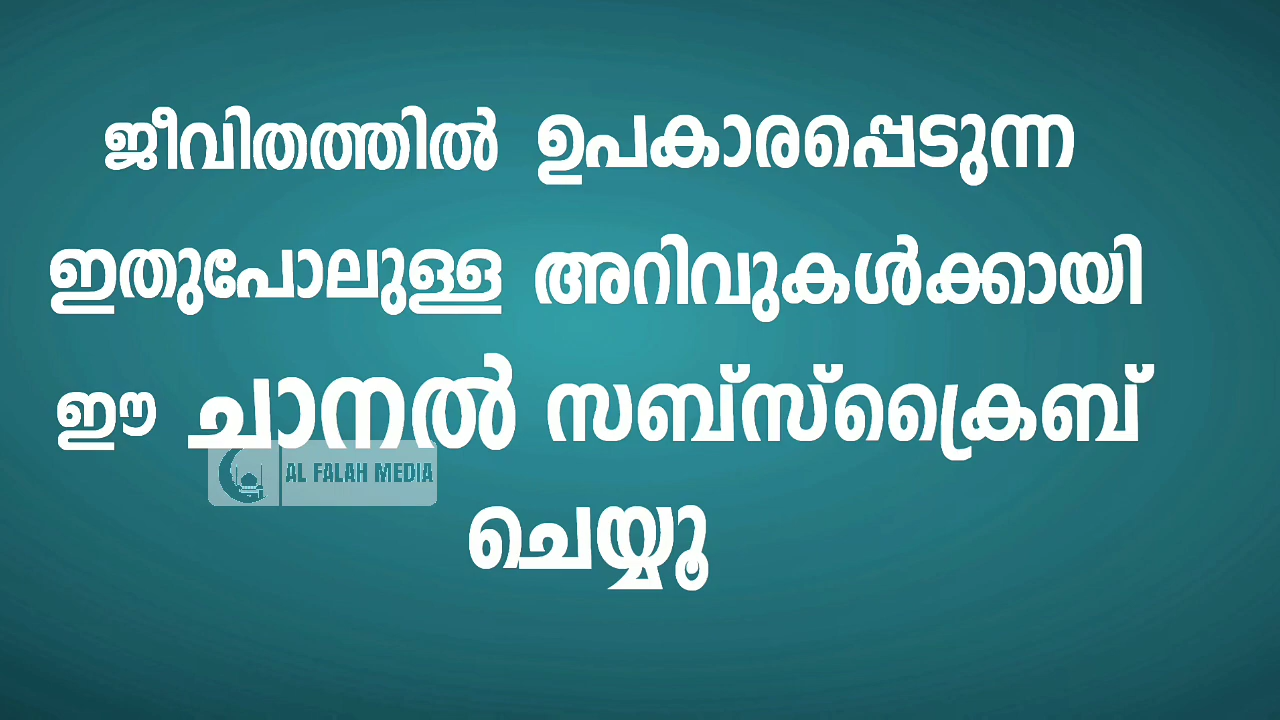 ജീവിതത്തിൽ ഉപകാരപ്പെടുന്ന
ഇതുപോലുള്ള അറിവുകൾക്കായി
ഈ ചാനൽ സബ്സ്ക്രൈബ്
AL FALAH MEDIA
ചെയ്യൂ